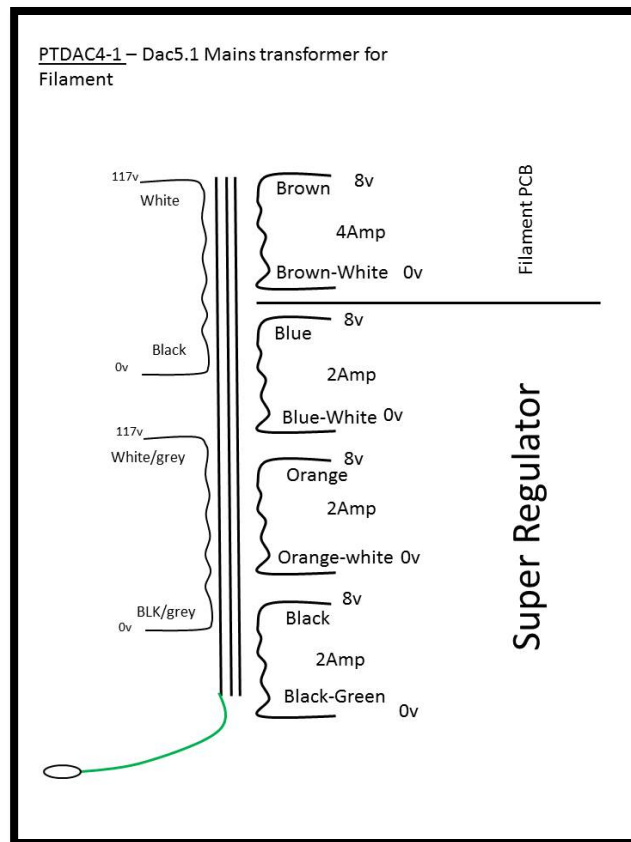 PTDAC4-1 – Dac5.1 Mains transformer for
Filament
117v
White
Black
0v
117v
White/grey
BLK/grey
0v
Brown 8v
4Amp
Brown-White 0v
Filament PCB
8v
Blue
2Amp
Blue-White 0v
8v
Orange
2Amp
Orange-white 0v
8v
Black
2Amp
Black-Green
0v
Super Regulator